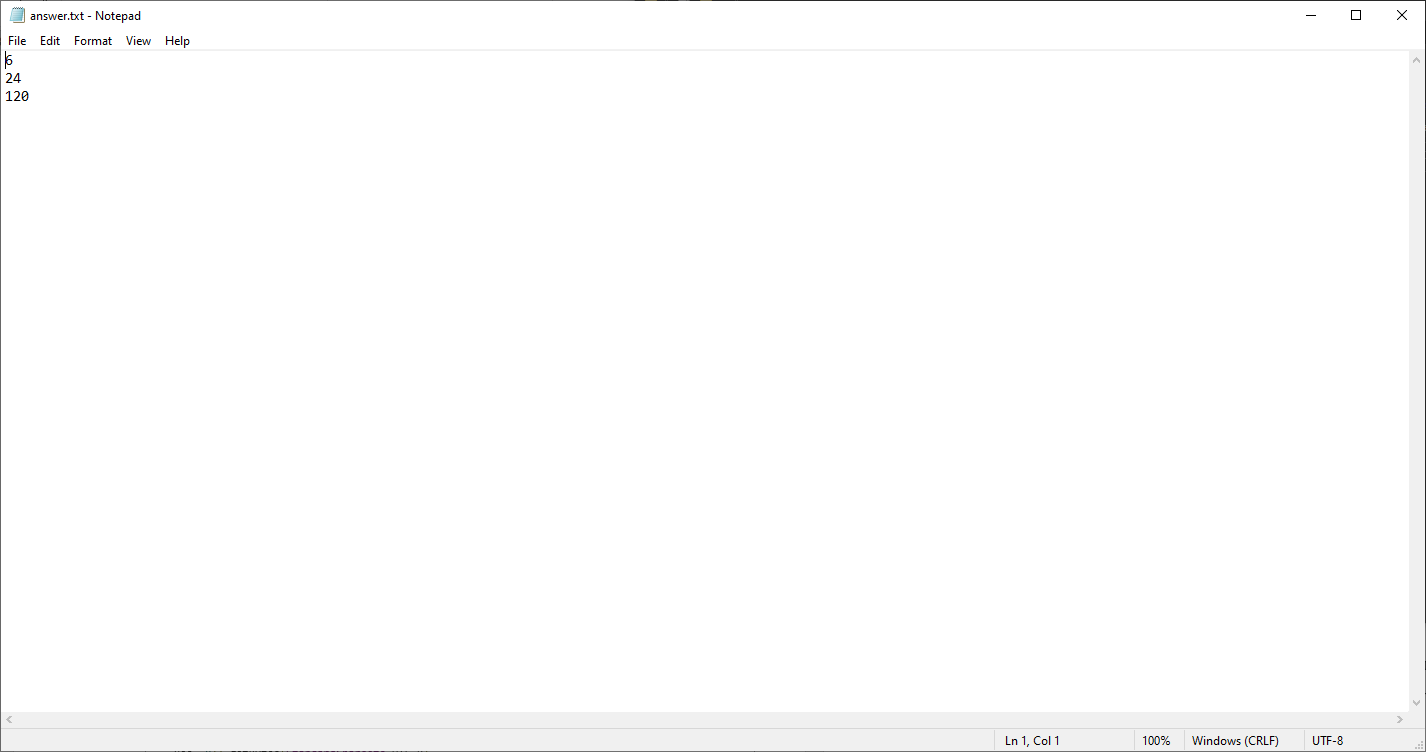 answer.txt - Notepad
File Edit Format View Help
6
24
120
Ln 1, Col 1 100% Windows (CRLF) UTF-8